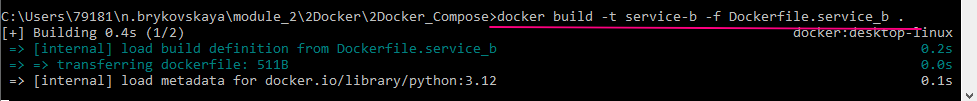 C:\Users\79181\n.brykovskaya\module_2\2Docker\2Docker_Compose>docker build -t service-b -f Dockerfile.service_b .
[+] Building 0.4s (1/2) docker:desktop-linux
=> [internal] load build definition from Dockerfile.service_b 0.2s
=> => transferring dockerfile: 511B 0.0s
=> [internal] load metadata for docker.io/library/python:3.12 0.1s